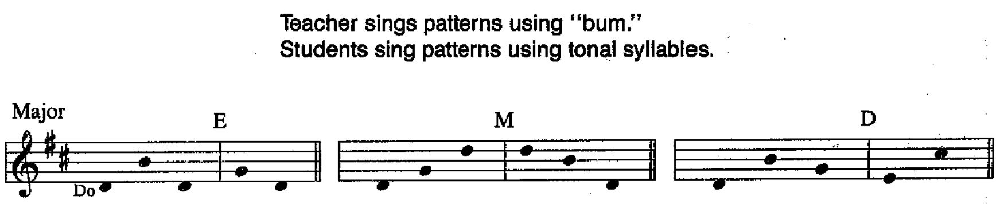 Teacher sings patterns using “bum.”
Students sing patterns using tonal syllables.
Major
E
M
D
Do